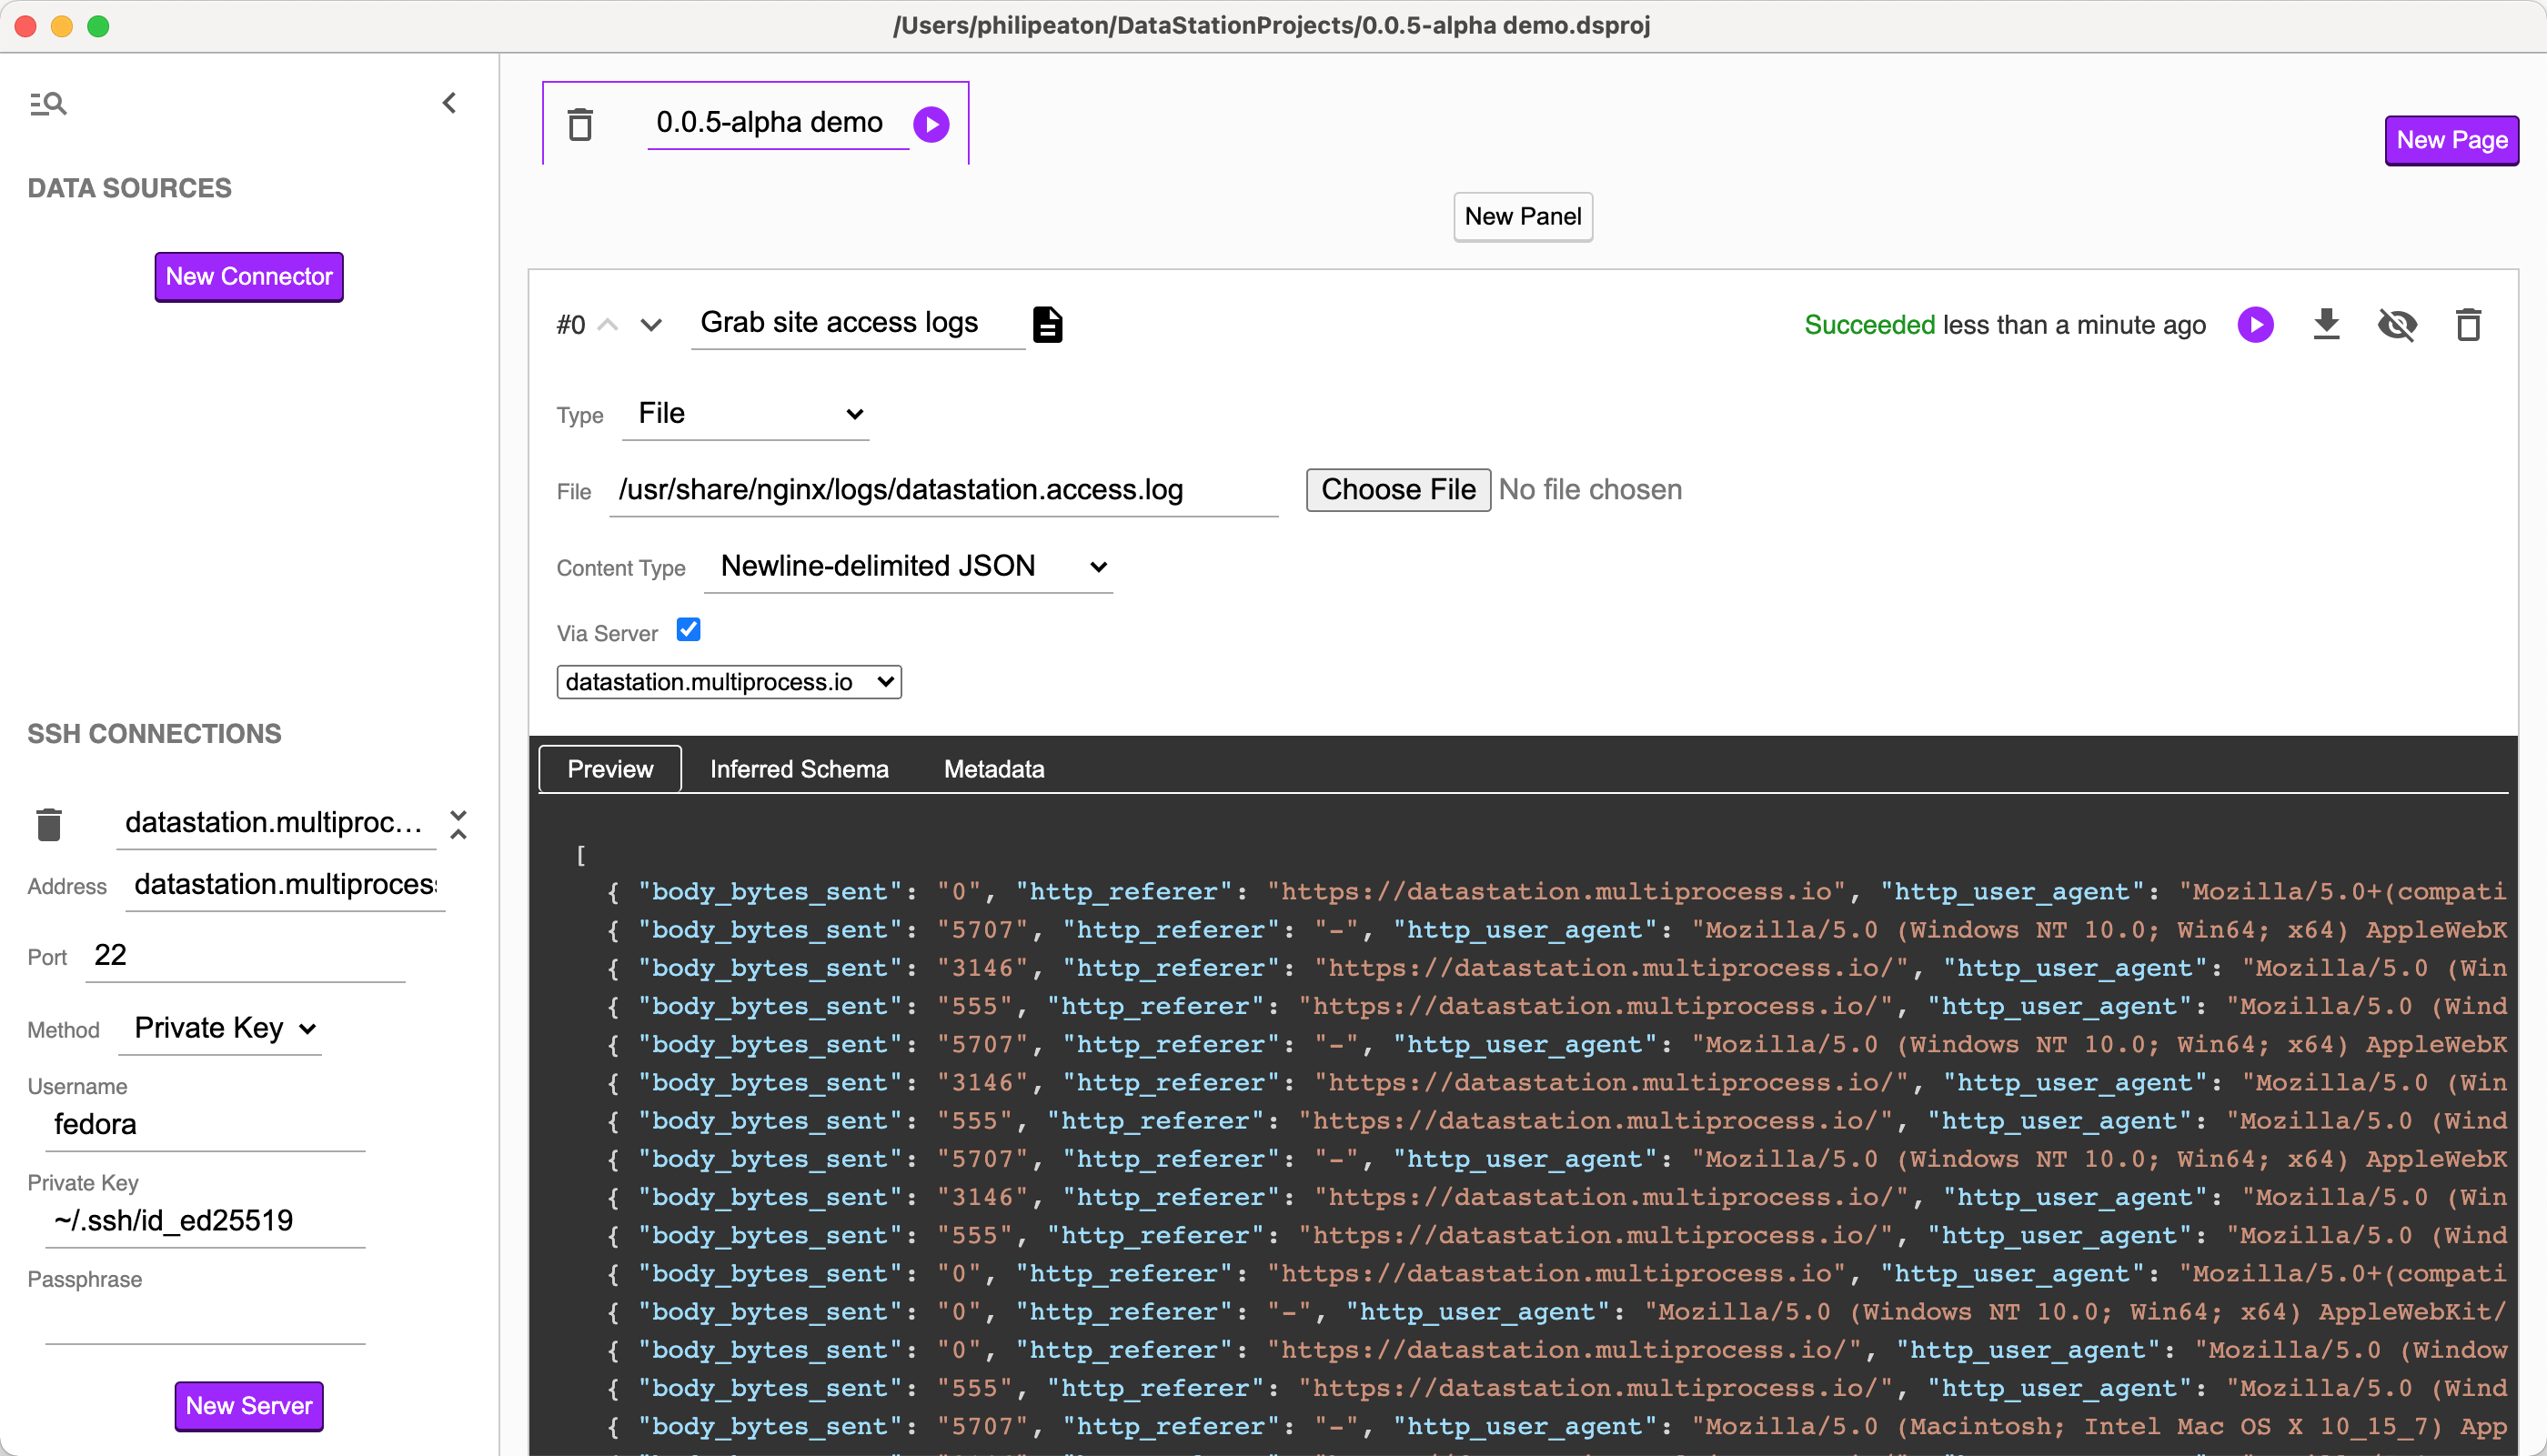 /Users/philipeaton/DataStationProjects/0.0.5-alpha demo.dsproj
DATA SOURCES
New Connector
SSH CONNECTIONS
datastation.multiproc...
Address datastation.multiprocess
Port 22
Method Private Key
Username
fedora
Private Key
~/.ssh/id_ed25519
Passphrase
New Server
0.0.5-alpha demo
New Page
New Panel
#0 Grab site access logs Succeeded less than a minute ago
Type File
File /usr/share/nginx/logs/datastation.access.log Choose File No file chosen
Content Type Newline-delimited JSON
Via Server
datastation.multiprocess.io
Preview Inferred Schema Metadata
[
{ "body_bytes_sent": "0", "http_referer": "https://datastation.multiprocess.io", "http_user_agent": "Mozilla/5.0+(compati
{ "body_bytes_sent": "5707", "http_referer": "-", "http_user_agent": "Mozilla/5.0 (Windows NT 10.0; Win64; x64) AppleWebK
{ "body_bytes_sent": "3146", "http_referer": "https://datastation.multiprocess.io/", "http_user_agent": "Mozilla/5.0 (Win
{ "body_bytes_sent": "555", "http_referer": "https://datastation.multiprocess.io/", "http_user_agent": "Mozilla/5.0 (Wind
{ "body_bytes_sent": "5707", "http_referer": "-", "http_user_agent": "Mozilla/5.0 (Windows NT 10.0; Win64; x64) AppleWebK
{ "body_bytes_sent": "3146", "http_referer": "https://datastation.multiprocess.io/", "http_user_agent": "Mozilla/5.0 (Win
{ "body_bytes_sent": "555", "http_referer": "https://datastation.multiprocess.io/", "http_user_agent": "Mozilla/5.0 (Wind
{ "body_bytes_sent": "5707", "http_referer": "-", "http_user_agent": "Mozilla/5.0 (Windows NT 10.0; Win64; x64) AppleWebK
{ "body_bytes_sent": "3146", "http_referer": "https://datastation.multiprocess.io/", "http_user_agent": "Mozilla/5.0 (Win
{ "body_bytes_sent": "555", "http_referer": "https://datastation.multiprocess.io/", "http_user_agent": "Mozilla/5.0 (Wind
{ "body_bytes_sent": "0", "http_referer": "https://datastation.multiprocess.io", "http_user_agent": "Mozilla/5.0+(compati
{ "body_bytes_sent": "0", "http_referer": "-", "http_user_agent": "Mozilla/5.0 (Windows NT 10.0; Win64; x64) AppleWebKit/
{ "body_bytes_sent": "0", "http_referer": "https://datastation.multiprocess.io/", "http_user_agent": "Mozilla/5.0 (Window
{ "body_bytes_sent": "555", "http_referer": "https://datastation.multiprocess.io/", "http_user_agent": "Mozilla/5.0 (Wind
{ "body_bytes_sent": "5707", "http_referer": "-", "http_user_agent": "Mozilla/5.0 (Macintosh; Intel Mac OS X 10_15_7) App